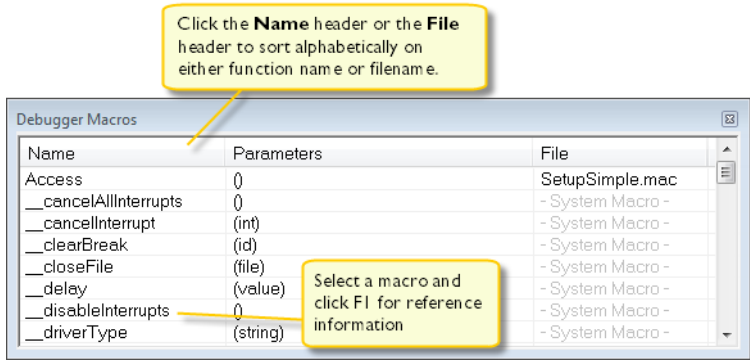 Click the Name header or the File
header to sort alphabetically on
either function name or filename.
Debugger Macros
Name Parameters File
Access () SetupSimple.mac
__cancelAllInterrupts () - System Macro -
__cancelInterrupt (int) - System Macro -
__clearBreak (id) - System Macro -
__closeFile (file) - System Macro -
__delay (value) - System Macro -
__disableInterrupts () - System Macro -
__driverType (string) - System Macro -
Select a macro and
click F1 for reference
information